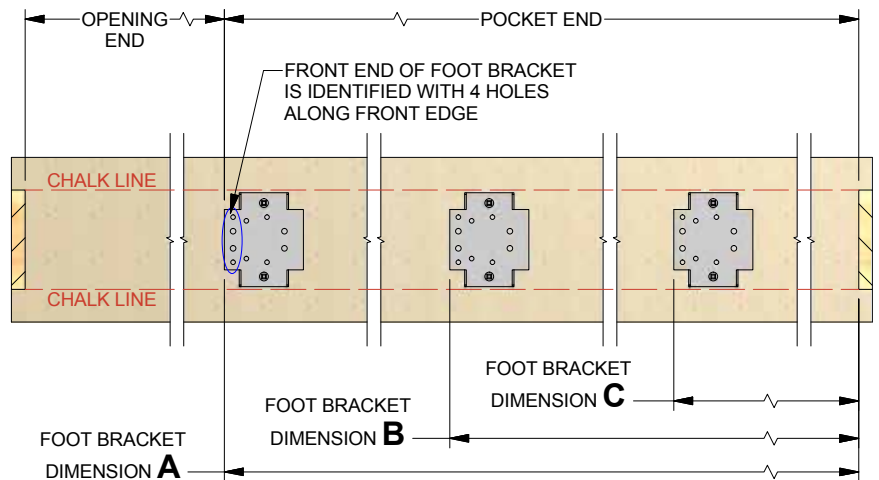 OPENING
END
POCKET END
FRONT END OF FOOT BRACKET
IS IDENTIFIED WITH 4 HOLES
ALONG FRONT EDGE
CHALK LINE
CHALK LINE
FOOT BRACKET
DIMENSION C
FOOT BRACKET
DIMENSION B
FOOT BRACKET
DIMENSION A